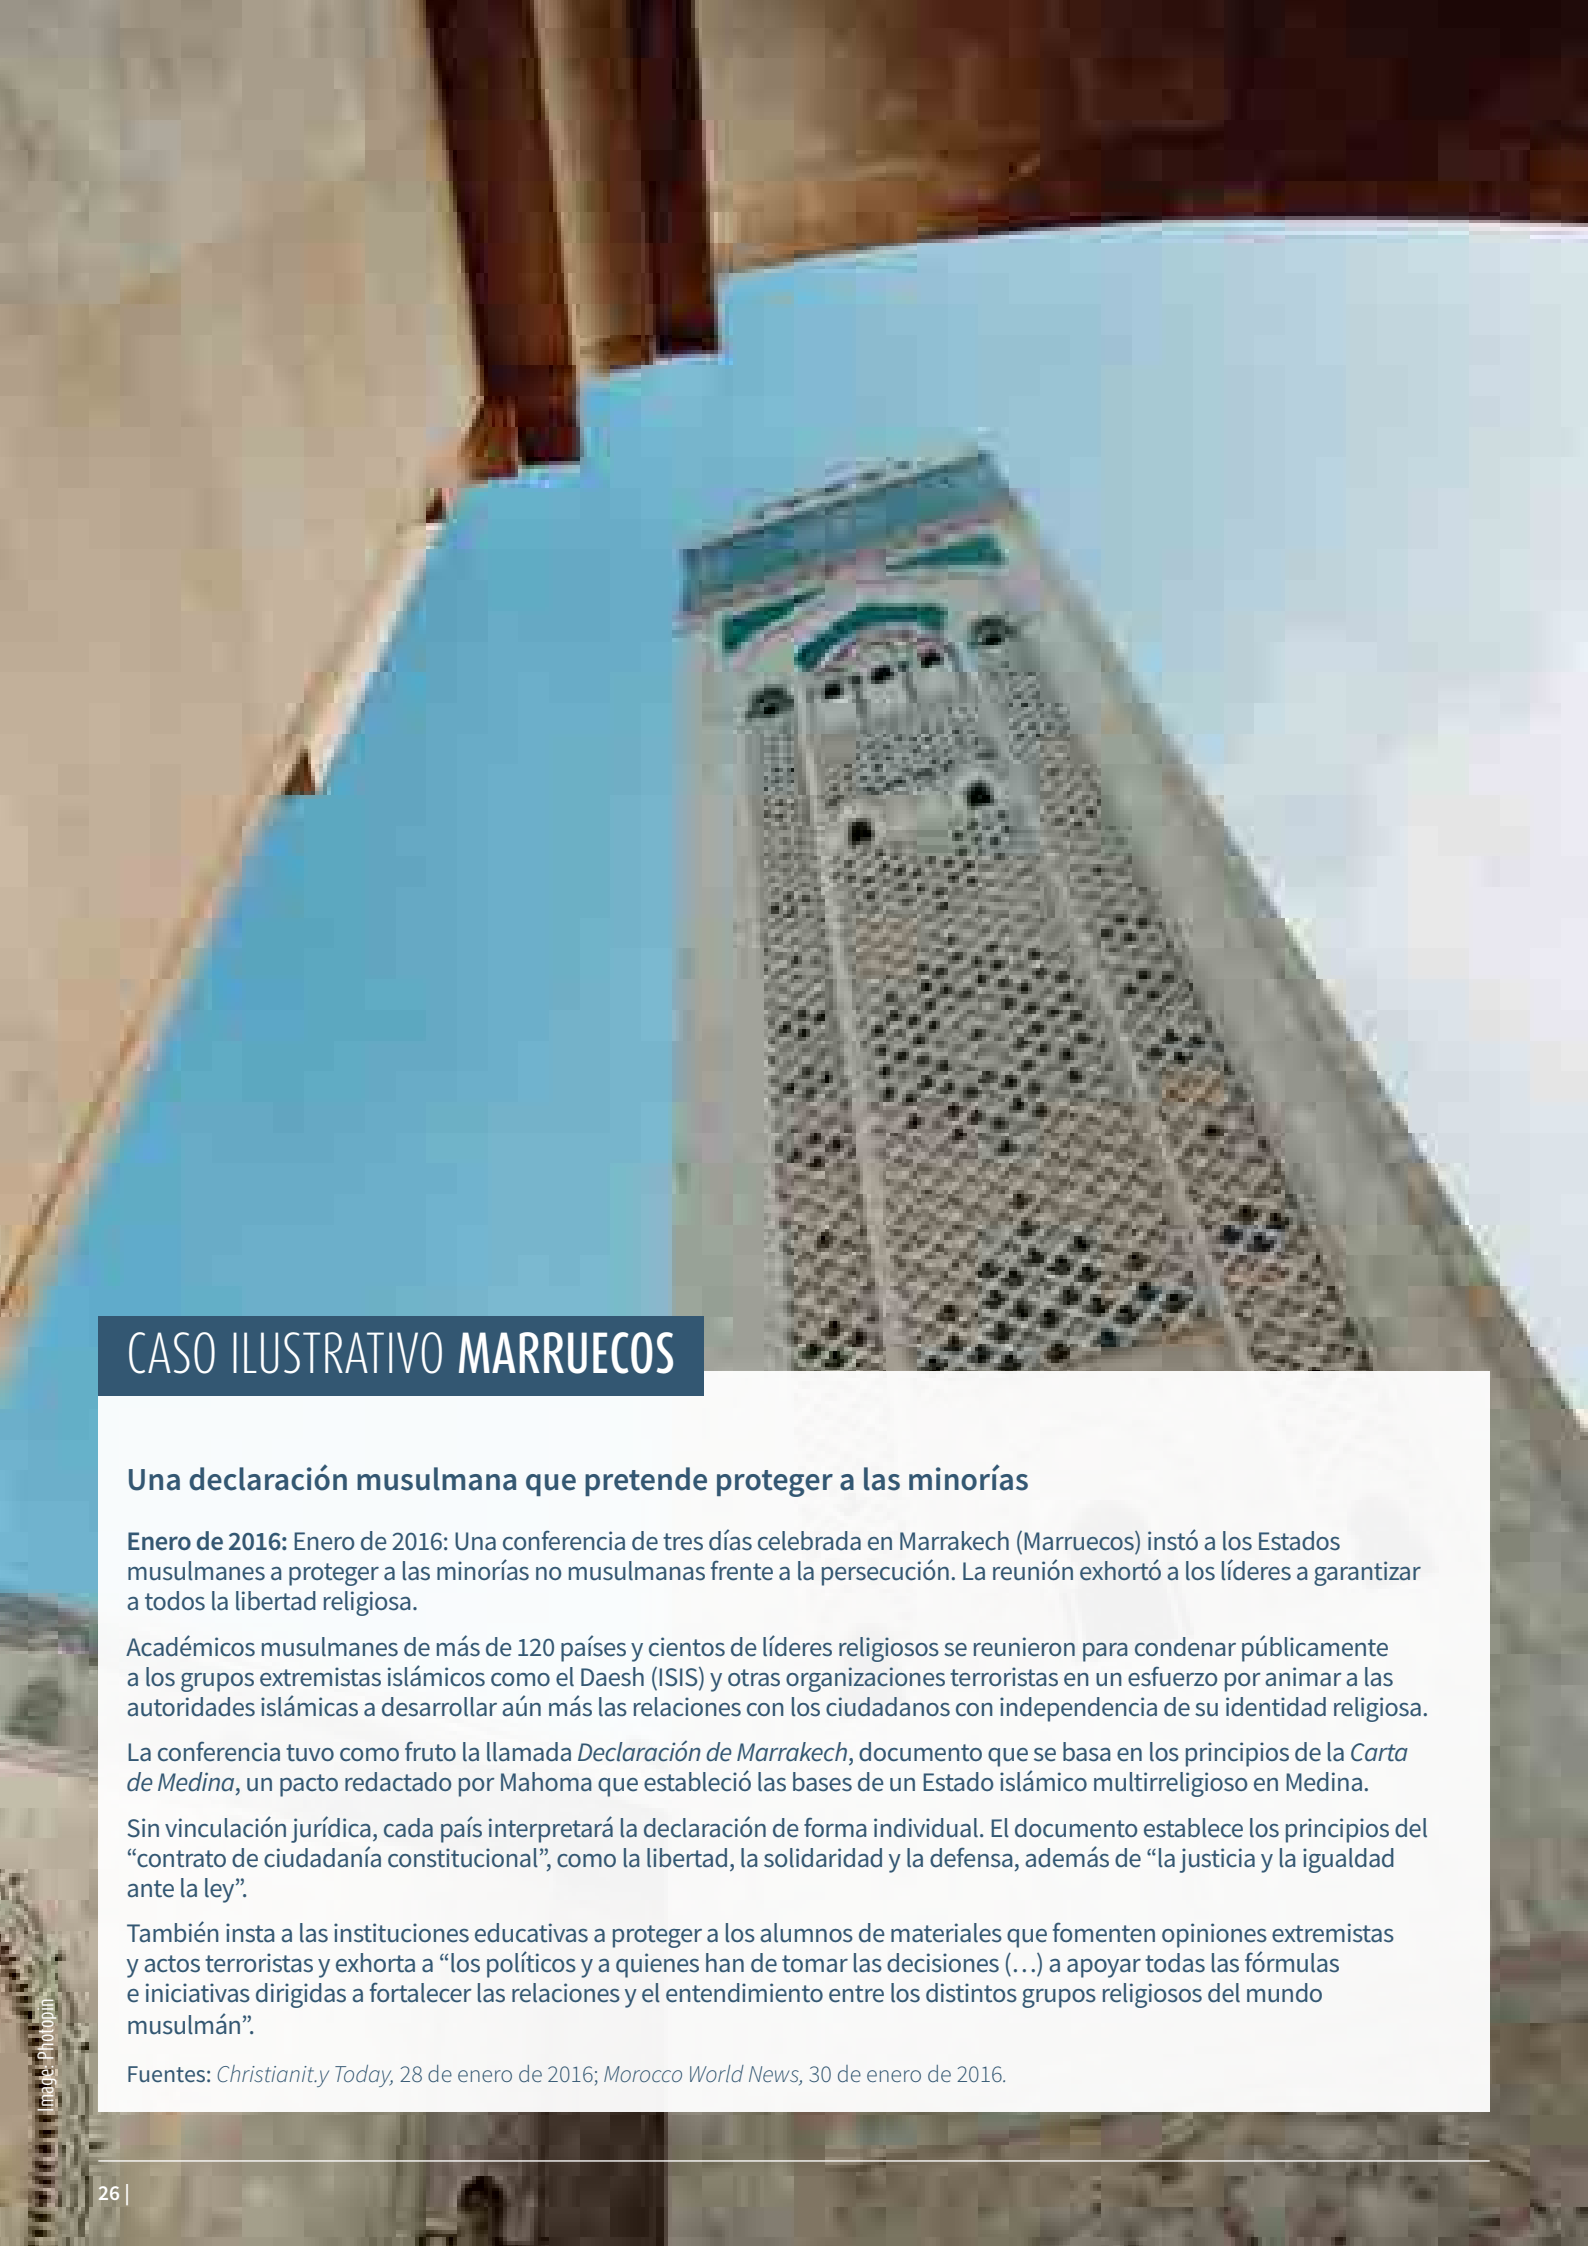 CASO ILUSTRATIVO MARRUECOS
Una declaración musulmana que pretende proteger a las minorías
Enero de 2016: Enero de 2016: Una conferencia de tres días celebrada en Marrakech (Marruecos) instó a los Estados
musulmanes a proteger a las minorías no musulmanas frente a la persecución. La reunión exhortó a los líderes a garantizar
a todos la libertad religiosa.
Académicos musulmanes de más de 120 países y cientos de líderes religiosos se reunieron para condenar públicamente
a los grupos extremistas islámicos como el Daesh (ISIS) y otras organizaciones terroristas en un esfuerzo por animar a las
autoridades islámicas a desarrollar aún más las relaciones con los ciudadanos con independencia de su identidad religiosa.
La conferencia tuvo como fruto la llamada Declaración de Marrakech, documento que se basa en los principios de la Carta
de Medina, un pacto redactado por Mahoma que estableció las bases de un Estado islámico multirreligioso en Medina.
Sin vinculación jurídica, cada país interpretará la declaración de forma individual. El documento establece los principios del
“contrato de ciudadanía constitucional”, como la libertad, la solidaridad y la defensa, además de “la justicia y la igualdad
ante la ley”.
También insta a las instituciones educativas a proteger a los alumnos de materiales que fomenten opiniones extremistas
y actos terroristas y exhorta a “los políticos y a quienes han de tomar las decisiones (…) a apoyar todas las fórmulas
e iniciativas dirigidas a fortalecer las relaciones y el entendimiento entre los distintos grupos religiosos del mundo
musulmán”.
Fuentes: Christianit.y Today, 28 de enero de 2016; Morocco World News, 30 de enero de 2016.
Image: Photopin
26 |